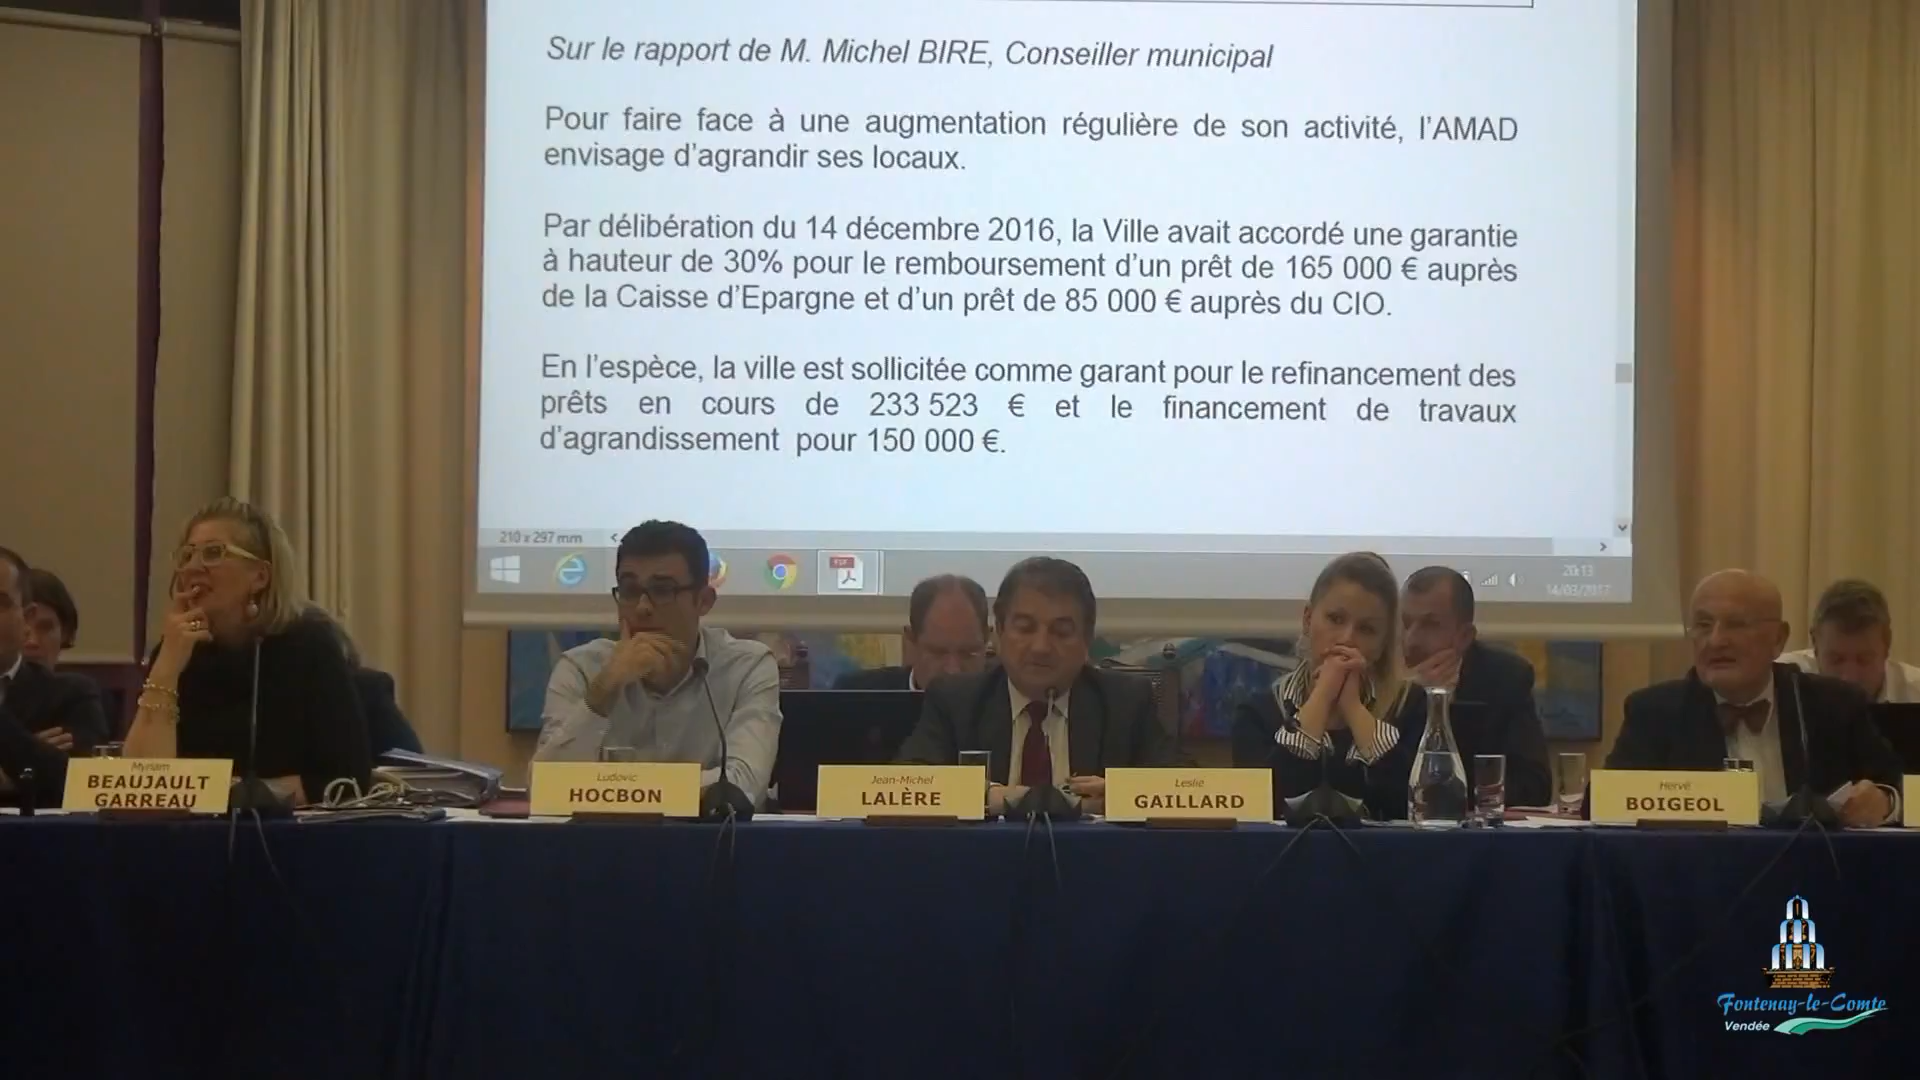 Sur le rapport de M. Michel BIRE, Conseiller municipal
Pour faire face à une augmentation régulière de son activité, l'AMAD
envisage d'agrandir ses locaux.
Par délibération du 14 décembre 2016, la Ville avait accordé une garantie
à hauteur de 30% pour le remboursement d'un prêt de 165 000 € auprès
de la Caisse d'Epargne et d'un prêt de 85 000 € auprès du CIO.
En l'espèce, la ville est sollicitée comme garant pour le refinancement des
prêts en cours de 233 523 € et le financement de travaux
d'agrandissement pour 150 000 €.
210 x 297 mm
20:13
14/03/2017
Myriam
BEAUJAULT
GARREAU
Ludovic
HOCBON
Jean-Michel
LALÈRE
Leslie
GAILLARD
Hervé
BOIGEOL
Fontenay-le-Comte
Vendée